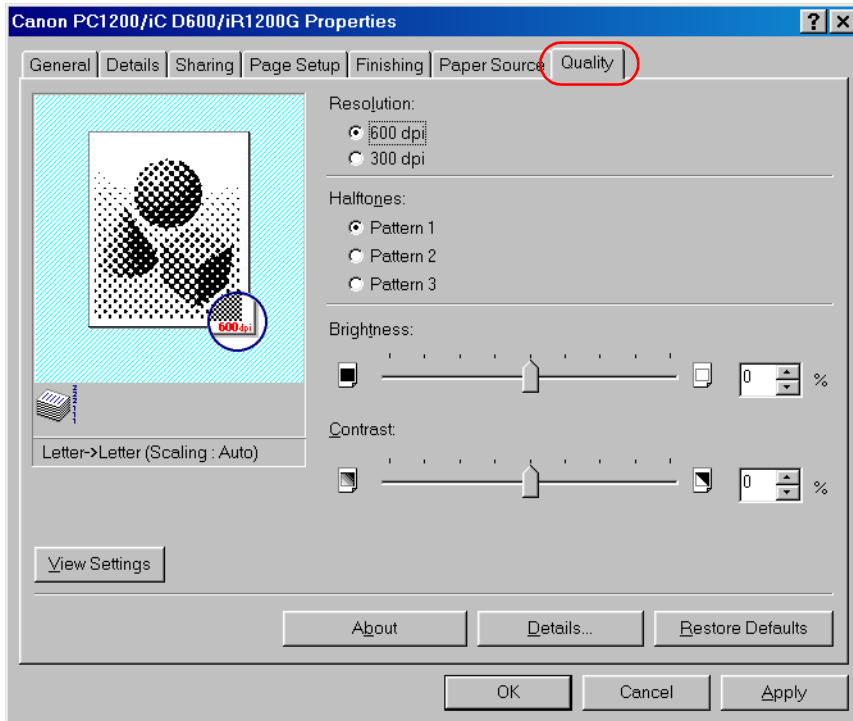 Canon PC1200/iC D600/iR1200G Properties
General Details Sharing Page Setup Finishing Paper Source Quality
Resolution:
600 dpi
300 dpi
Halftones:
Pattern 1
Pattern 2
Pattern 3
600dpi
Brightness:
0 %
Contrast:
0 %
Letter->Letter (Scaling : Auto)
View Settings
About Details... Restore Defaults
OK Cancel Apply